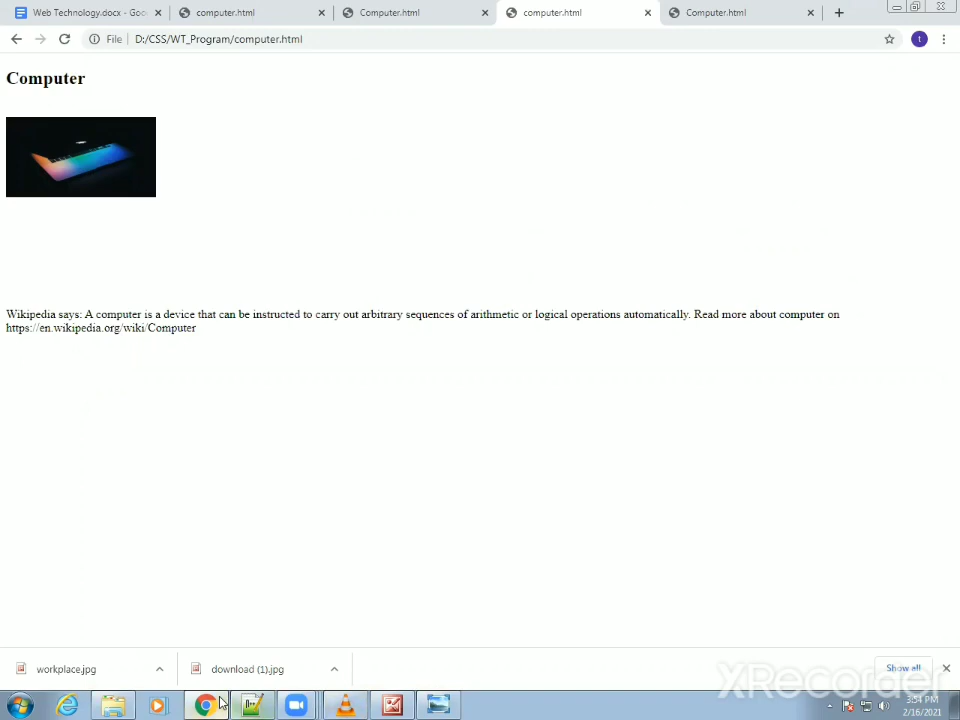 Web Technology.docx - Goo
computer.html
Computer.html
computer.html
Computer.html
File
D:/CSS/WT_Program/computer.html
t
Computer
Wikipedia says: A computer is a device that can be instructed to carry out arbitrary sequences of arithmetic or logical operations automatically. Read more about computer on
https://en.wikipedia.org/wiki/Computer
workplace.jpg
download (1).jpg
Show all
XRecorder
3:54 PM
2/16/2021